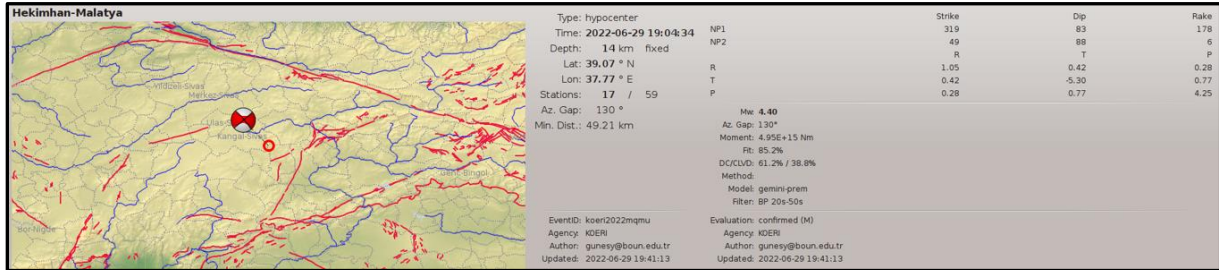 Hekimhan-Malatya
Yildizeli-Sivas
Merkez-Sivas
Ulas-S
Kangal-Sivas
Bor-Nigde
Type: hypocenter
Time: 2022-06-29 19:04:34
Depth: 14 km fixed
Lat: 39.07 ° N
Lon: 37.77 ° E
Stations: 17 / 59
Az. Gap: 130 °
Min. Dist.: 49.21 km
EventID: koeri2022mqmu
Agency: KOERI
Author: gunesy@boun.edu.tr
Updated: 2022-06-29 19:41:13
Strike Dip Rake
NP1 319 83 178
NP2 49 88 6
R T P
R 1.05 0.42 0.28
T 0.42 -5.30 0.77
P 0.28 0.77 4.25
Mw: 4.40
Az. Gap: 130°
Moment: 4.95E+15 Nm
Fit: 85.2%
DC/CLVD: 61.2% / 38.8%
Method:
Model: gemini-prem
Filter: BP 20s-50s
Evaluation: confirmed (M)
Agency: KOERI
Author: gunesy@boun.edu.tr
Updated: 2022-06-29 19:41:13